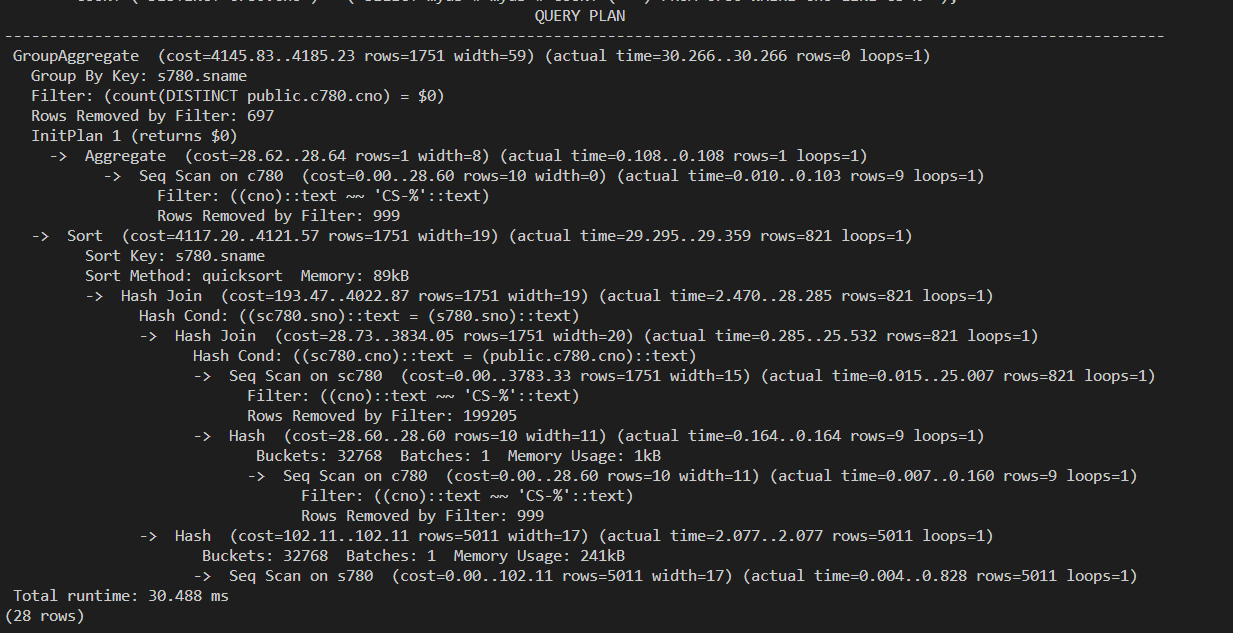 QUERY PLAN
--------------------------------------------------------------------------------------------------------------------------------
GroupAggregate  (cost=4145.83..4185.23 rows=1751 width=59) (actual time=30.266..30.266 rows=0 loops=1)
  Group By Key: s780.sname
  Filter: (count(DISTINCT public.c780.cno) = $0)
  Rows Removed by Filter: 697
  InitPlan 1 (returns $0)
    ->  Aggregate  (cost=28.62..28.64 rows=1 width=8) (actual time=0.108..0.108 rows=1 loops=1)
          ->  Seq Scan on c780  (cost=0.00..28.60 rows=10 width=0) (actual time=0.010..0.103 rows=9 loops=1)
                Filter: ((cno)::text ~~ 'CS-%'::text)
                Rows Removed by Filter: 999
  ->  Sort  (cost=4117.20..4121.57 rows=1751 width=19) (actual time=29.295..29.359 rows=821 loops=1)
        Sort Key: s780.sname
        Sort Method: quicksort  Memory: 89kB
        ->  Hash Join  (cost=193.47..4022.87 rows=1751 width=19) (actual time=2.470..28.285 rows=821 loops=1)
              Hash Cond: ((sc780.sno)::text = (s780.sno)::text)
              ->  Hash Join  (cost=28.73..3834.05 rows=1751 width=20) (actual time=0.285..25.532 rows=821 loops=1)
                    Hash Cond: ((sc780.cno)::text = (public.c780.cno)::text)
                    ->  Seq Scan on sc780  (cost=0.00..3783.33 rows=1751 width=15) (actual time=0.015..25.007 rows=821 loops=1)
                          Filter: ((cno)::text ~~ 'CS-%'::text)
                          Rows Removed by Filter: 199205
                    ->  Hash  (cost=28.60..28.60 rows=10 width=11) (actual time=0.164..0.164 rows=9 loops=1)
                           Buckets: 32768  Batches: 1  Memory Usage: 1kB
                          ->  Seq Scan on c780  (cost=0.00..28.60 rows=10 width=11) (actual time=0.007..0.160 rows=9 loops=1)
                                Filter: ((cno)::text ~~ 'CS-%'::text)
                                Rows Removed by Filter: 999
              ->  Hash  (cost=102.11..102.11 rows=5011 width=17) (actual time=2.077..2.077 rows=5011 loops=1)
                     Buckets: 32768  Batches: 1  Memory Usage: 241kB
                    ->  Seq Scan on s780  (cost=0.00..102.11 rows=5011 width=17) (actual time=0.004..0.828 rows=5011 loops=1)
Total runtime: 30.488 ms
(28 rows)